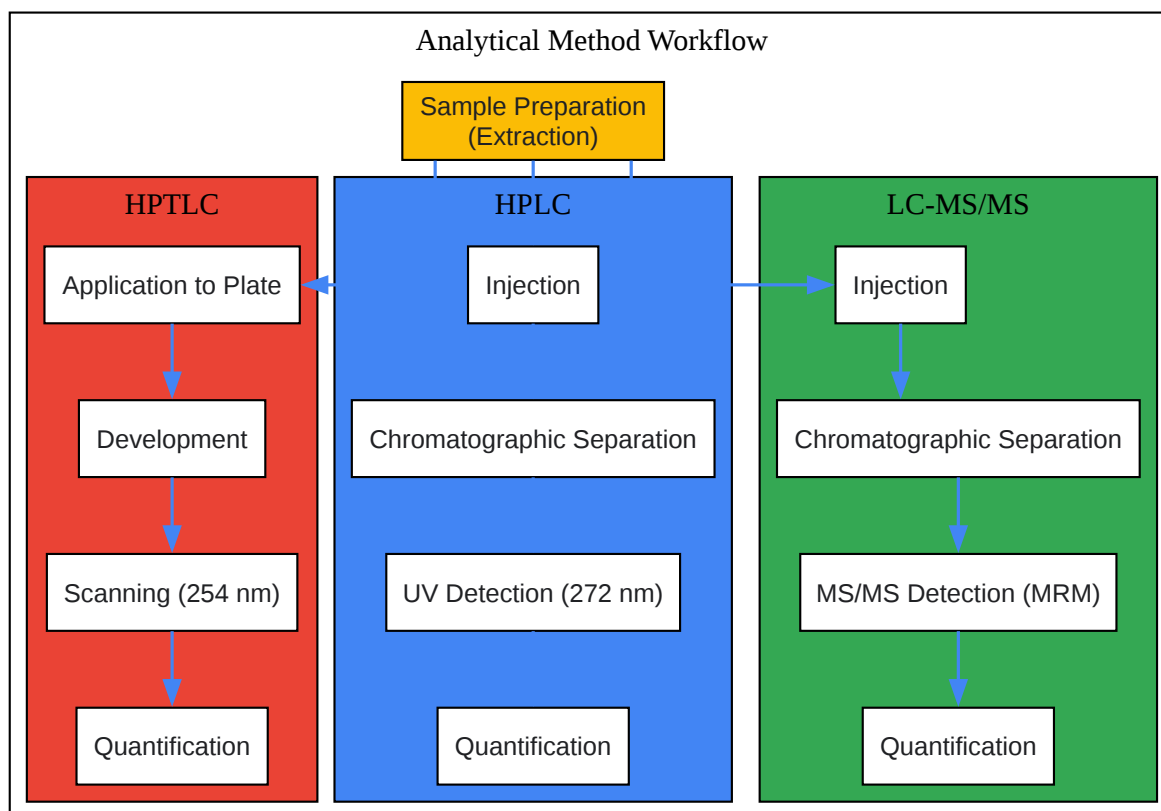 Analytical Method Workflow
Sample Preparation
(Extraction)
HPTLC
Application to Plate
Development
Scanning (254 nm)
Quantification
HPLC
Injection
Chromatographic Separation
UV Detection (272 nm)
Quantification
LC-MS/MS
Injection
Chromatographic Separation
MS/MS Detection (MRM)
Quantification